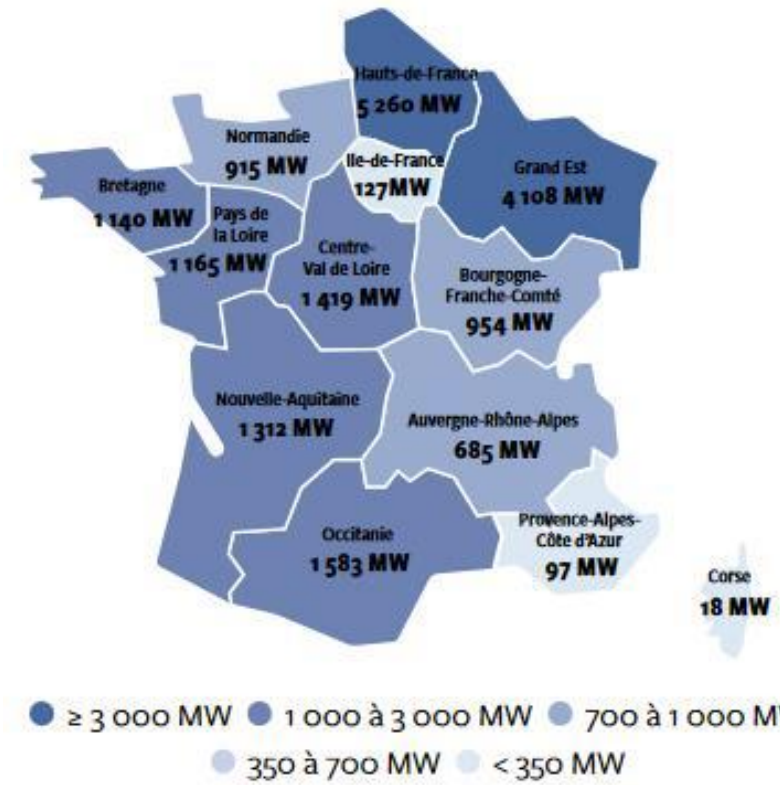 Hauts-de-France
5 260 MW
Normandie
915 MW
Ile-de-France
127MW
Grand Est
4 108 MW
Bretagne
1 140 MW
Pays de
la Loire
1 165 MW
Centre-
Val de Loire
1 419 MW
Bourgogne-
Franche-Comté
954 MW
Nouvelle-Aquitaine
1 312 MW
Auvergne-Rhône-Alpes
685 MW
Occitanie
1 583 MW
Provence-Alpes-
Côte d'Azur
97 MW
Corse
18 MW
≥ 3 000 MW 1 000 à 3 000 MW 700 à 1 000 MW
350 à 700 MW < 350 MW